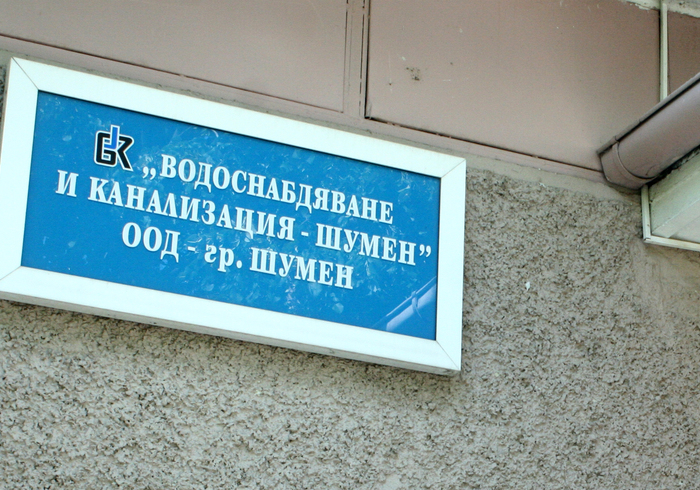 „ВОДОСНАБДЯВАНЕ
И КАНАЛИЗАЦИЯ - ШУМЕН”
ООД - гр. ШУМЕН